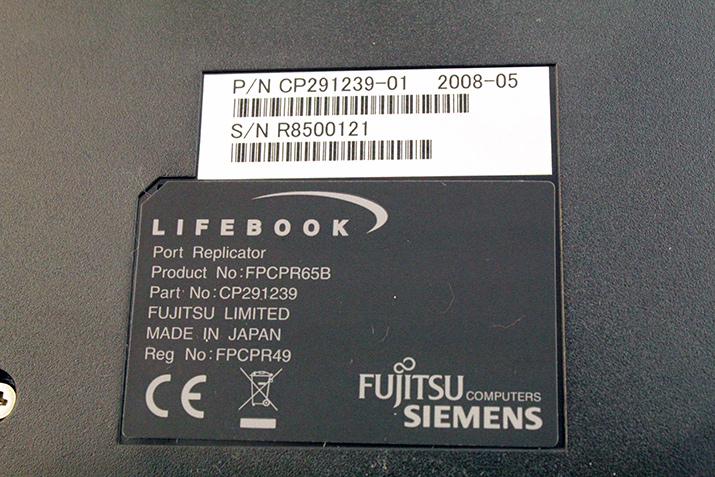 P/N CP291239-01 2008-05
S/N R8500121
LIFEBOOK
Port Replicator
Product No:FPCPR65B
Part No:CP291239
FUJITSU LIMITED
MADE IN JAPAN
Reg No:FPCPR49
CE
FUJITSU COMPUTERS
SIEMENS